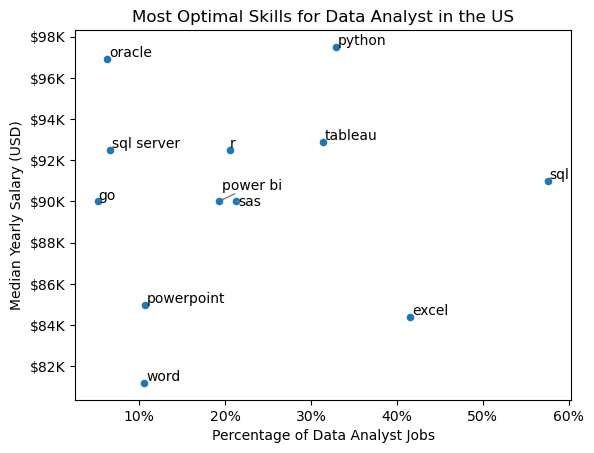 Most Optimal Skills for Data Analyst in the US
Median Yearly Salary (USD)
$98K
$96K
$94K
$92K
$90K
$88K
$86K
$84K
$82K
python
oracle
tableau
sql server
r
sql
power bi
go
sas
powerpoint
excel
word
10%
20%
30%
40%
50%
60%
Percentage of Data Analyst Jobs